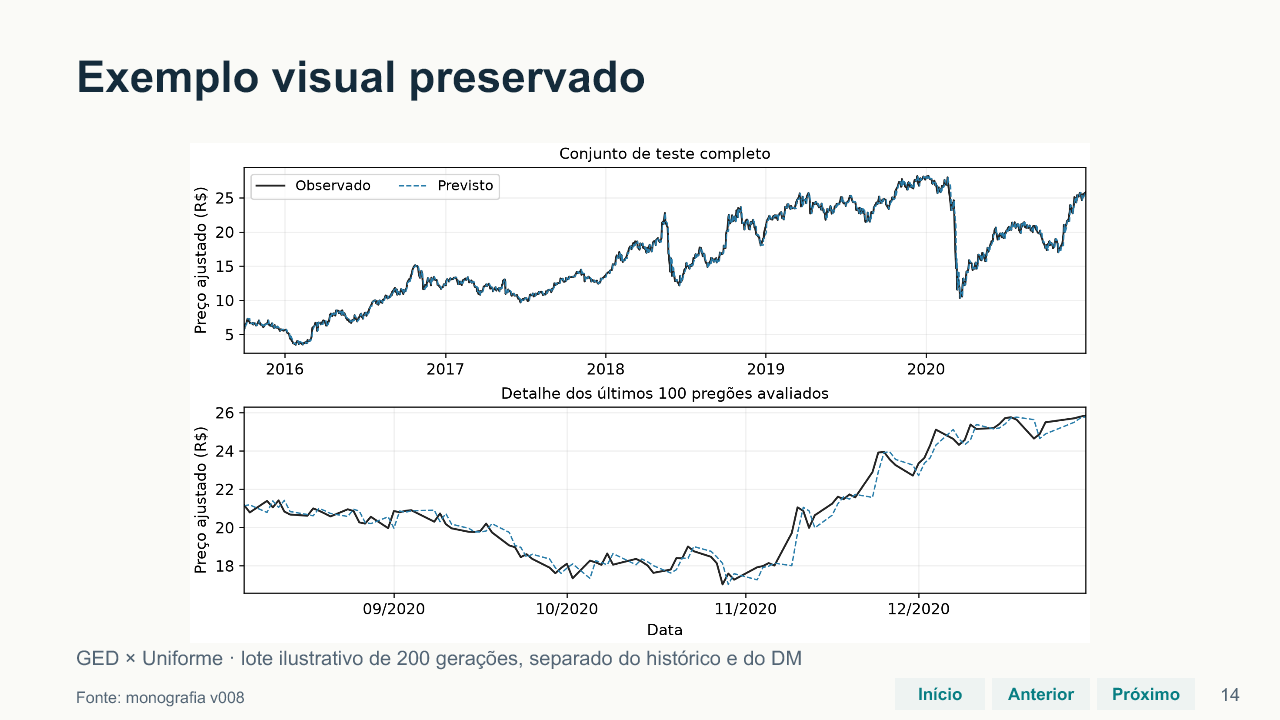 Exemplo visual preservado
Conjunto de teste completo
Observado
Previsto
Preço ajustado (R$)
25
20
15
10
5
2016
2017
2018
2019
2020
Detalhe dos últimos 100 pregões avaliados
Preço ajustado (R$)
26
24
22
20
18
09/2020
10/2020
11/2020
12/2020
Data
GED × Uniforme · lote ilustrativo de 200 gerações, separado do histórico e do DM
Fonte: monografia v008
Início
Anterior
Próximo
14